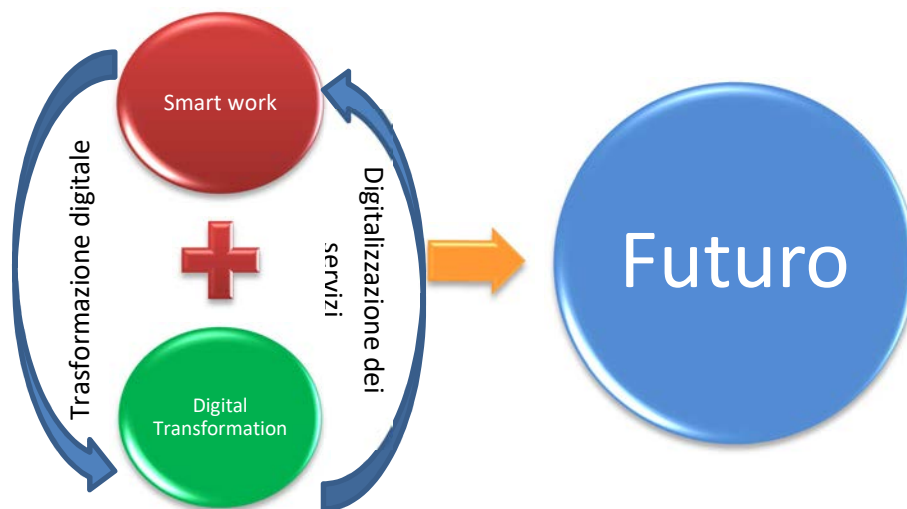 Smart work
Trasformazione digitale
Digitalizzazione dei
servizi
Futuro
Digital
Transformation